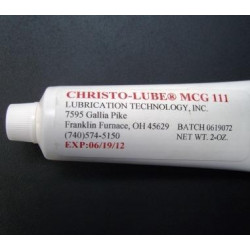 CHRISTO-LUBE® MCG 111
LUBRICATION TECHNOLOGY, INC.
7595 Gallia Pike
Franklin Furnace, OH 45629 BATCH 0619072
(740)574-5150 NET WT. 2-OZ.
EXP:06/19/12